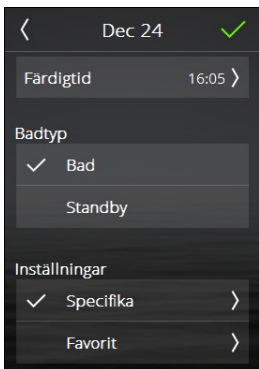 Dec 24
Färdigtid 16:05
Badtyp
Bad
Standby
Inställningar
Specifika
Favorit